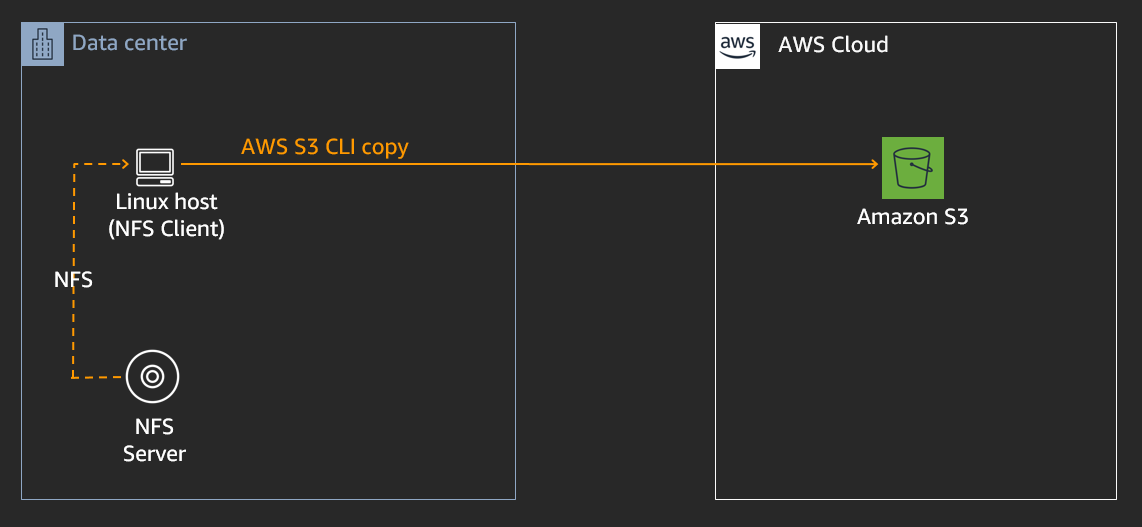 Data center
aws
AWS Cloud
AWS S3 CLI copy
Linux host
(NFS Client)
Amazon S3
NFS
NFS
Server